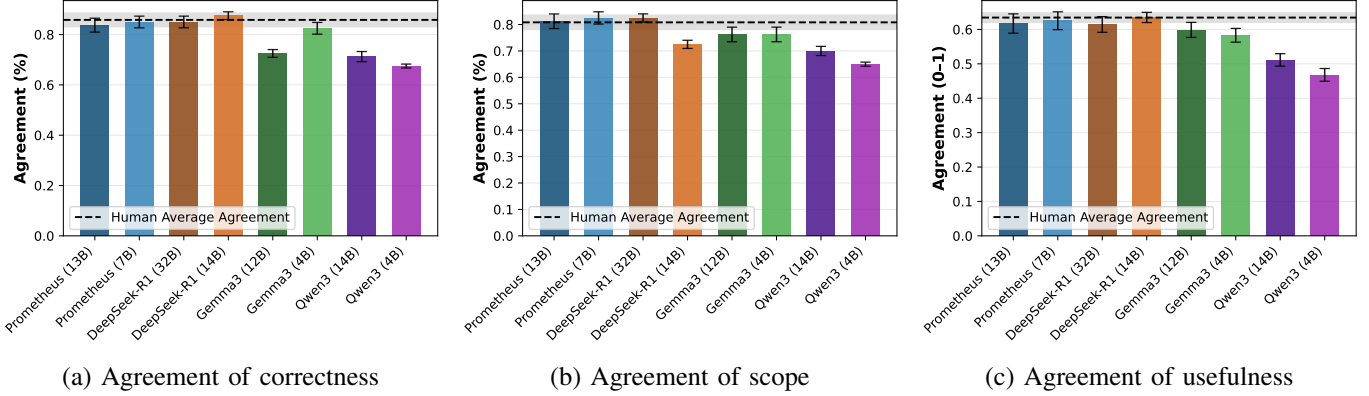 Agreement (%)
0.8
0.6
0.4
0.2
0.0
Human Average Agreement
Prometheus (13B)
Prometheus (7B)
DeepSeek-R1 (32B)
DeepSeek-R1 (14B)
Gemma3 (12B)
Gemma3 (4B)
Qwen3 (14B)
Qwen3 (4B)
(a) Agreement of correctness
Agreement (%)
0.8
0.7
0.6
0.5
0.4
0.3
0.2
0.1
0.0
Human Average Agreement
Prometheus (13B)
Prometheus (7B)
DeepSeek-R1 (32B)
DeepSeek-R1 (14B)
Gemma3 (12B)
Gemma3 (4B)
Qwen3 (14B)
Qwen3 (4B)
(b) Agreement of scope
Agreement (0–1)
0.6
0.5
0.4
0.3
0.2
0.1
0.0
Human Average Agreement
Prometheus (13B)
Prometheus (7B)
DeepSeek-R1 (32B)
DeepSeek-R1 (14B)
Gemma3 (12B)
Gemma3 (4B)
Qwen3 (14B)
Qwen3 (4B)
(c) Agreement of usefulness